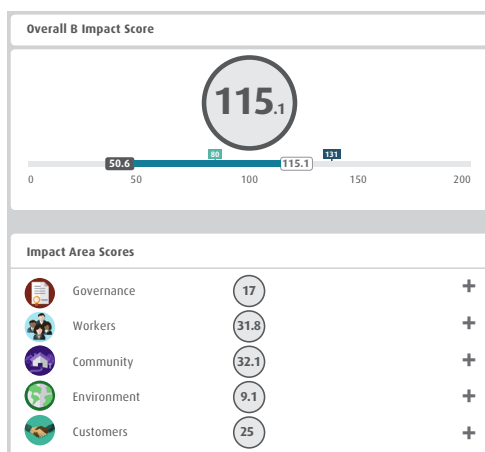 Overall B Impact Score
115.1
80 131
50.6 115.1
0 50 100 150 200
Impact Area Scores
Governance 17 +
Workers 31.8 +
Community 32.1 +
Environment 9.1 +
Customers 25 +